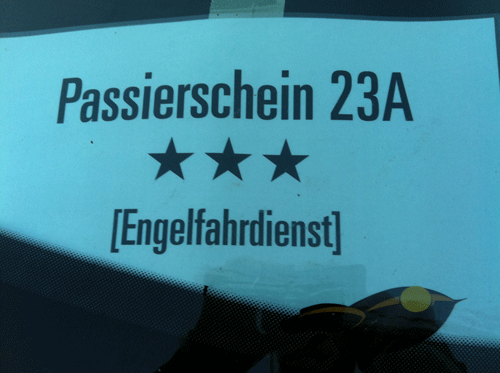 Passierschein 23A
★ ★ ★
[Engelfahrdienst]